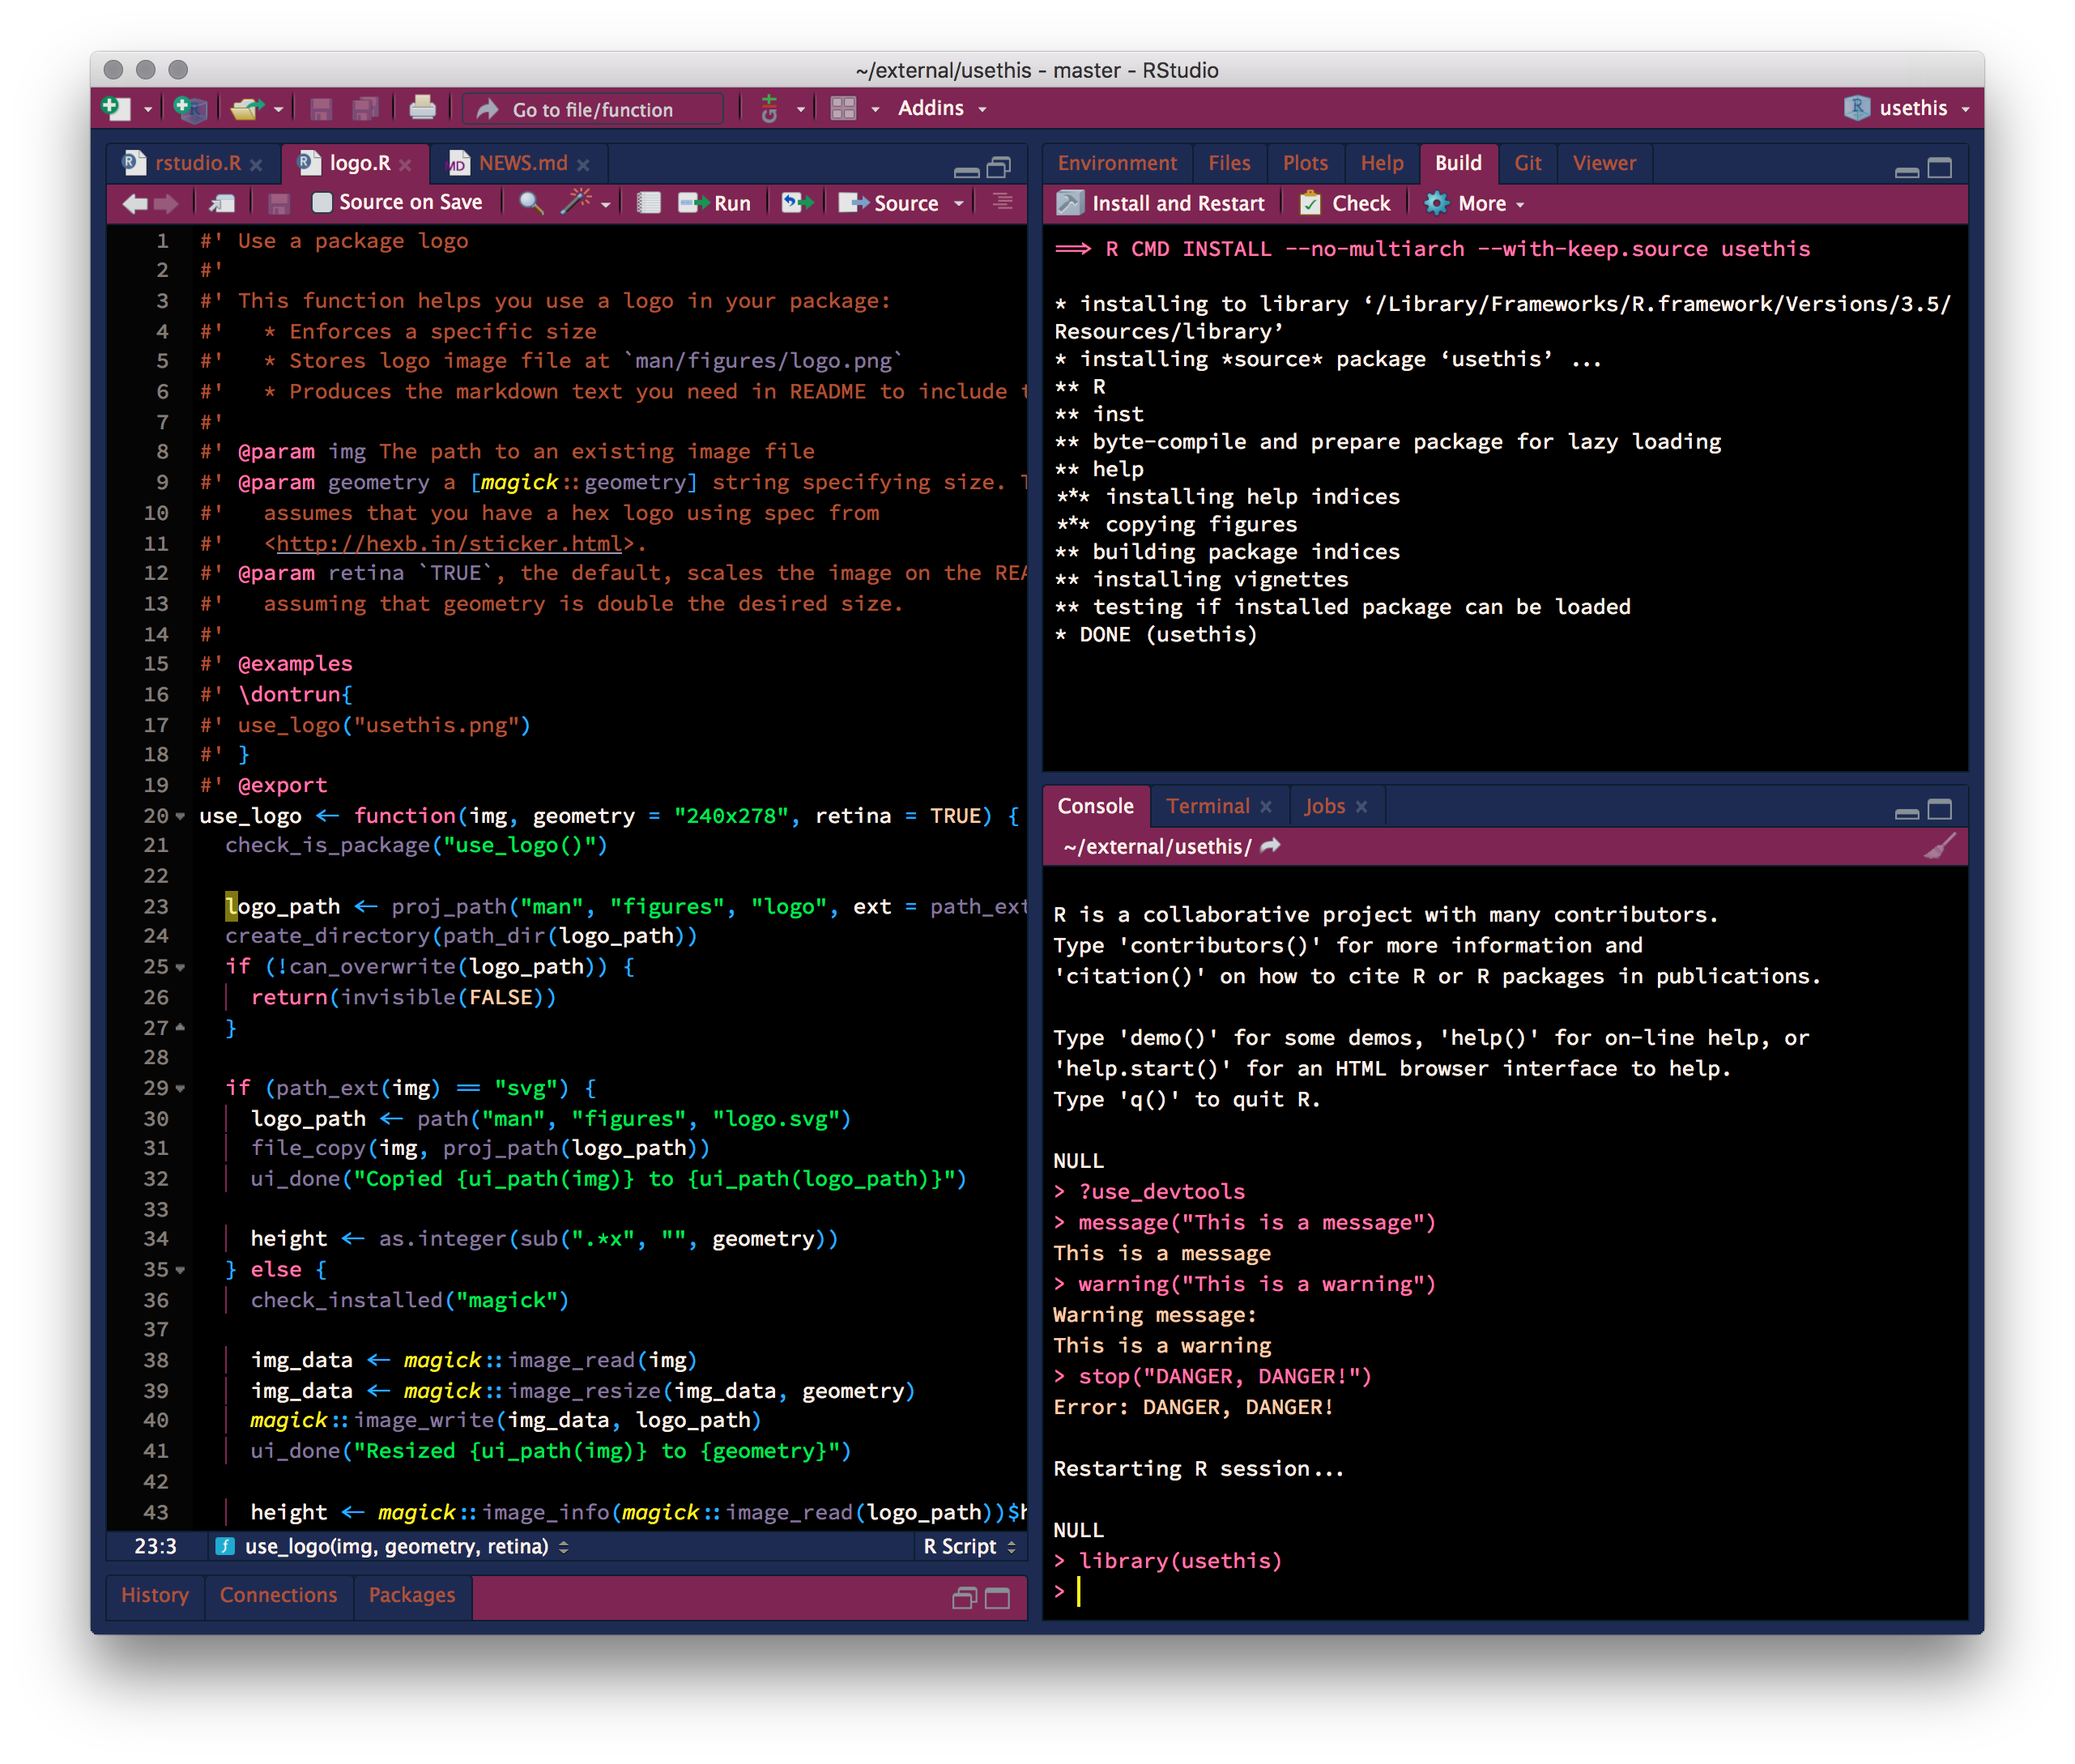 ~/external/usethis - master - RStudio
Go to file/function
Addins
usethis
rstudio.R
logo.R
NEWS.md
Source on Save
Run
Source
1 #' Use a package logo
2 #'
3 #' This function helps you use a logo in your package:
4 #'   * Enforces a specific size
5 #'   * Stores logo image file at `man/figures/logo.png`
6 #'   * Produces the markdown text you need in README to include t
7 #'
8 #' @param img The path to an existing image file
9 #' @param geometry a [magick::geometry] string specifying size. T
10 #'   assumes that you have a hex logo using spec from
11 #'   <http://hexb.in/sticker.html>.
12 #' @param retina `TRUE`, the default, scales the image on the REA
13 #'   assuming that geometry is double the desired size.
14 #'
15 #' @examples
16 #' \dontrun{
17 #' use_logo("usethis.png")
18 #' }
19 #' @export
20 use_logo <- function(img, geometry = "240x278", retina = TRUE) {
21   check_is_package("use_logo()")
22
23   logo_path <- proj_path("man", "figures", "logo", ext = path_ext
24   create_directory(path_dir(logo_path))
25   if (!can_overwrite(logo_path)) {
26     return(invisible(FALSE))
27   }
28
29   if (path_ext(img) == "svg") {
30     logo_path <- path("man", "figures", "logo.svg")
31     file_copy(img, proj_path(logo_path))
32     ui_done("Copied {ui_path(img)} to {ui_path(logo_path)}")
33
34     height <- as.integer(sub(".*x", "", geometry))
35   } else {
36     check_installed("magick")
37
38     img_data <- magick::image_read(img)
39     img_data <- magick::image_resize(img_data, geometry)
40     magick::image_write(img_data, logo_path)
41     ui_done("Resized {ui_path(img)} to {geometry}")
42
43     height <- magick::image_info(magick::image_read(logo_path))$h
23:3
use_logo(img, geometry, retina)
R Script
History
Connections
Packages
Environment
Files
Plots
Help
Build
Git
Viewer
Install and Restart
Check
More
==> R CMD INSTALL --no-multiarch --with-keep.source usethis
* installing to library ‘/Library/Frameworks/R.framework/Versions/3.5/
Resources/library’
* installing *source* package ‘usethis’ ...
** R
** inst
** byte-compile and prepare package for lazy loading
** help
*** installing help indices
*** copying figures
** building package indices
** installing vignettes
** testing if installed package can be loaded
* DONE (usethis)
Console
Terminal
Jobs
~/external/usethis/
R is a collaborative project with many contributors.
Type 'contributors()' for more information and
'citation()' on how to cite R or R packages in publications.
Type 'demo()' for some demos, 'help()' for on-line help, or
'help.start()' for an HTML browser interface to help.
Type 'q()' to quit R.
NULL
> ?use_devtools
> message("This is a message")
This is a message
> warning("This is a warning")
Warning message:
This is a warning
> stop("DANGER, DANGER!")
Error: DANGER, DANGER!
Restarting R session...
NULL
> library(usethis)
>